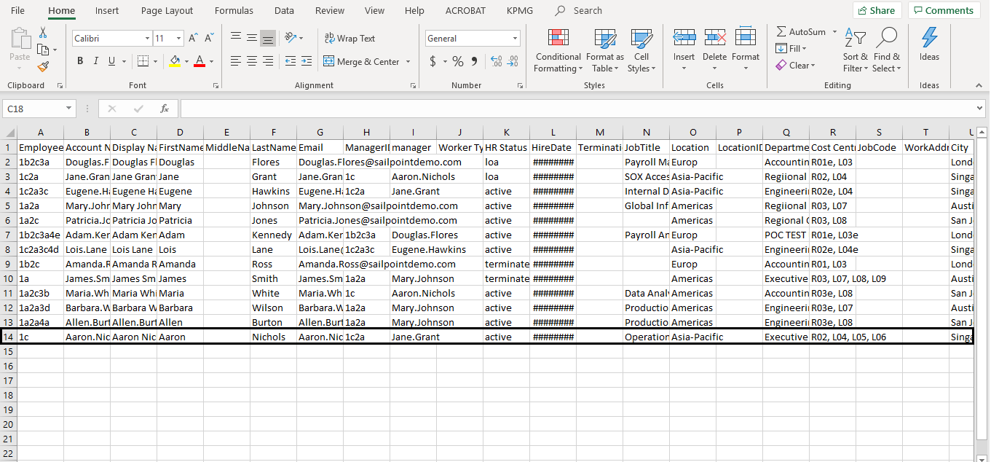 File Home Insert Page Layout Formulas Data Review View Help ACROBAT KPMG Search Share Comments
Paste Calibri 11 A A Wrap Text General AutoSum
B I U A Merge & Center $ % Conditional Formatting Format as Table Cell Styles Insert Delete Format Fill Clear Sort & Filter Find & Select Ideas
Clipboard Font Alignment Number Styles Cells Editing Ideas
C18 fx
A B C D E F G H I J K L M N O P Q R S T U
1 Employee Account N Display Na FirstName MiddleNa LastName Email ManagerID manager Worker Ty HR Status HireDate Terminati JobTitle Location LocationID Departme Cost Centr JobCode WorkAddr City
2 1b2c3a Douglas.F Douglas Fl Douglas Flores Douglas.Flores@sailpointdemo.com loa ######## Payroll Ma Europ Accountin R01e, L03 Lond
3 1c2a Jane.Gran Jane Gran Jane Grant Jane.Gran 1c Aaron.Nichols loa ######## SOX Acces Asia-Pacific Regiional R02, L04 Singa
4 1c2a3c Eugene.Ha Eugene Ha Eugene Hawkins Eugene.Ha 1c2a Jane.Grant active ######## Internal D Asia-Pacific Engineeri R02e, L04 Singa
5 1a2a Mary.John Mary John Mary Johnson Mary.Johnson@sailpointdemo.com active ######## Global Inf Americas Regiional R03, L07 Austi
6 1a2c Patricia.Jo Patricia Jo Patricia Jones Patricia.Jones@sailpointdemo.com active ######## Americas Regional O R03, L08 San J
7 1b2c3a4e Adam.Ker Adam Ken Adam Kennedy Adam.Ker 1b2c3a Douglas.Flores active ######## Payroll An Europ POC TEST R01e, L03e Lond
8 1c2a3c4d Lois.Lane Lois Lane Lois Lane Lois.Lane@ 1c2a3c Eugene.Hawkins active ######## Asia-Pacific Engineeri R02e, L04e Singa
9 1b2c Amanda.R Amanda R Amanda Ross Amanda.Ross@sailpointdemo.com terminate ######## Europ Accountin R01, L03 Lond
10 1a James.Sm James Sm James Smith James.Sm 1a2a Mary.Johnson terminate ######## Americas Executive R03, L07, L08, L09 Austi
11 1a2c3b Maria.Wh Maria Whi Maria White Maria.Wh 1c Aaron.Nichols active ######## Data Anal Americas Accountin R03e, L08 San J
12 1a2a3d Barbara.W Barbara W Barbara Wilson Barbara.W 1a2a Mary.Johnson active ######## Productio Americas Engineeri R03e, L07 Austi
13 1a2a4a Allen.Burt Allen.Burt Allen Burton Allen.Burt 1a2a Mary.Johnson active ######## Productio Americas Engineeri R03e, L08 San J
14 1c Aaron.Nic Aaron Nic Aaron Nichols Aaron.Nic 1c2a Jane.Grant active ######## Operation Asia-Pacific Executive R02, L04, L05, L06 Singa
15
16
17
18
19
20
21
22